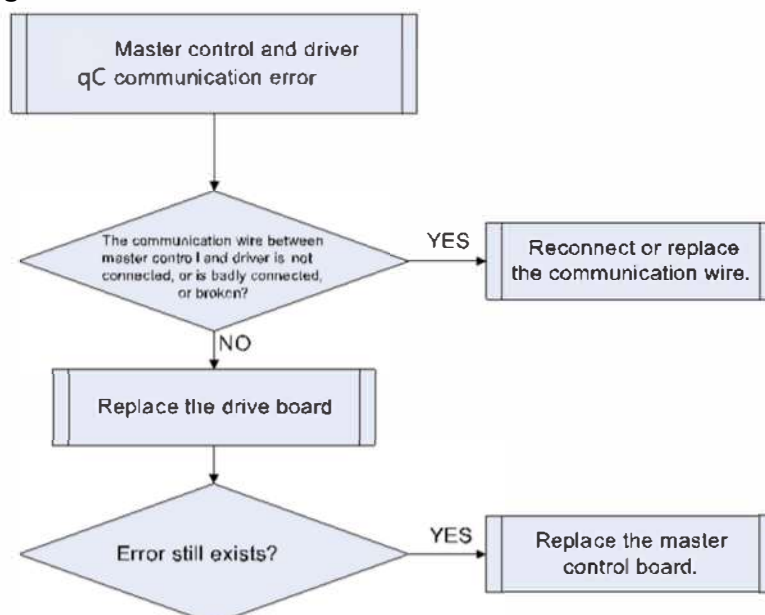 g
Master control and driver
qC communication error
The communication wire between
master control and driver is not
connected, or is badly connected,
or broken?
YES
Reconnect or replace
the communication wire.
NO
Replace the drive board
Error still exists?
YES
Replace the master
control board.